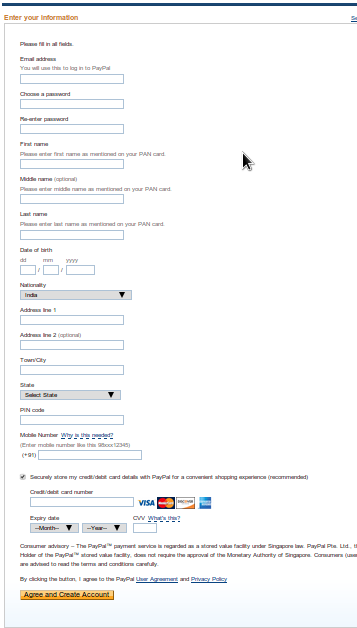 Enter your information
Please fill in all fields.
Email address
You will use this to log in to PayPal
Choose a password
Re-enter password
First name
Please enter first name as mentioned on your PAN card.
Middle name (optional)
Please enter middle name as mentioned on your PAN card.
Last name
Please enter last name as mentioned on your PAN card.
Date of birth
dd mm yyyy
/ /
Nationality
India
Address line 1
Address line 2 (optional)
Town/City
State
Select State
PIN code
Mobile Number Why is this needed?
(Enter mobile number like this 98xxx12345)
(+91)
Securely store my credit/debit card details with PayPal for a convenient shopping experience (recommended)
Credit/debit card number
VISA MasterCard DISCOVER
Expiry date CVV What's this?
--Month-- --Year--
Consumer advisory – The PayPal™ payment service is regarded as a stored value facility under Singapore law. PayPal Pte. Ltd., t
Holder of the PayPal™ stored value facility, does not require the approval of the Monetary Authority of Singapore. Consumers (use
are advised to read the terms and conditions carefully.
By clicking the button, I agree to the PayPal User Agreement and Privacy Policy
Agree and Create Account